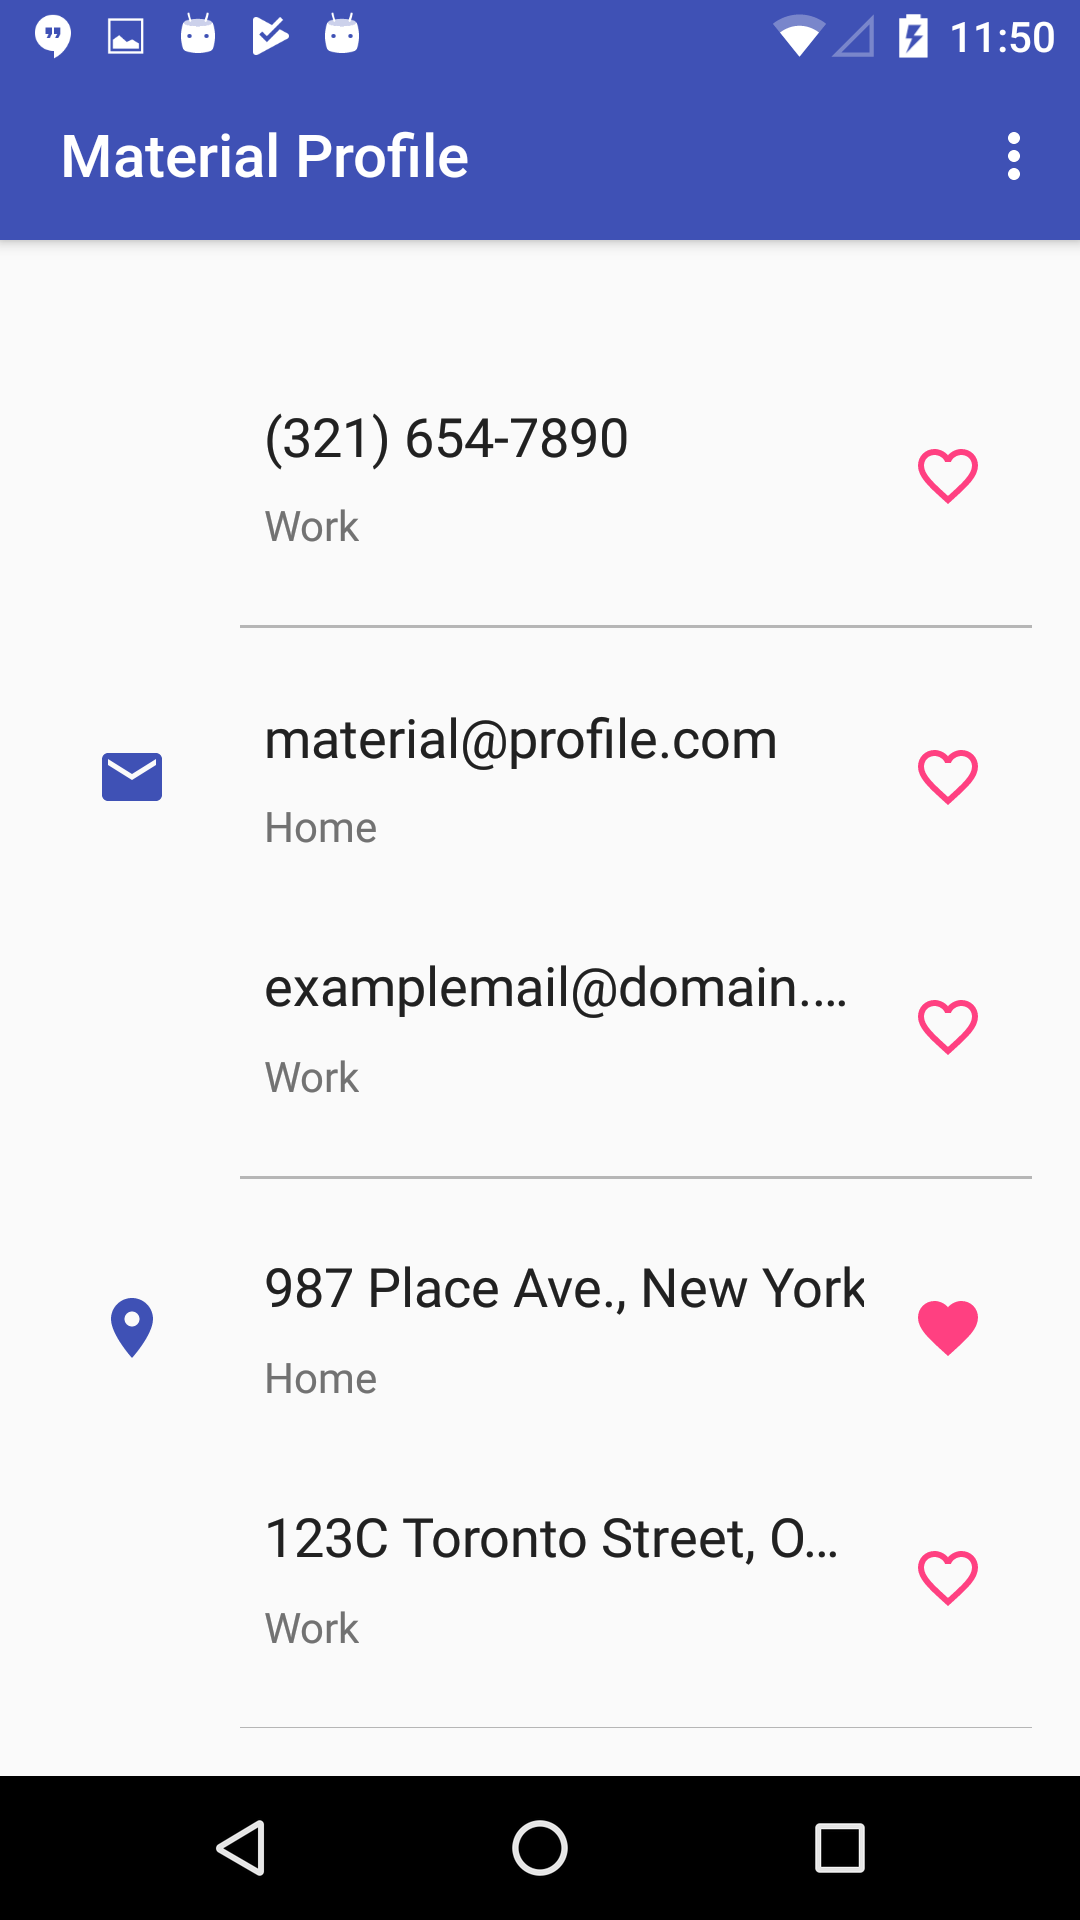 11:50
Material Profile
(321) 654-7890
Work
material@profile.com
Home
examplemail@domain.…
Work
987 Place Ave., New York
Home
123C Toronto Street, O…
Work